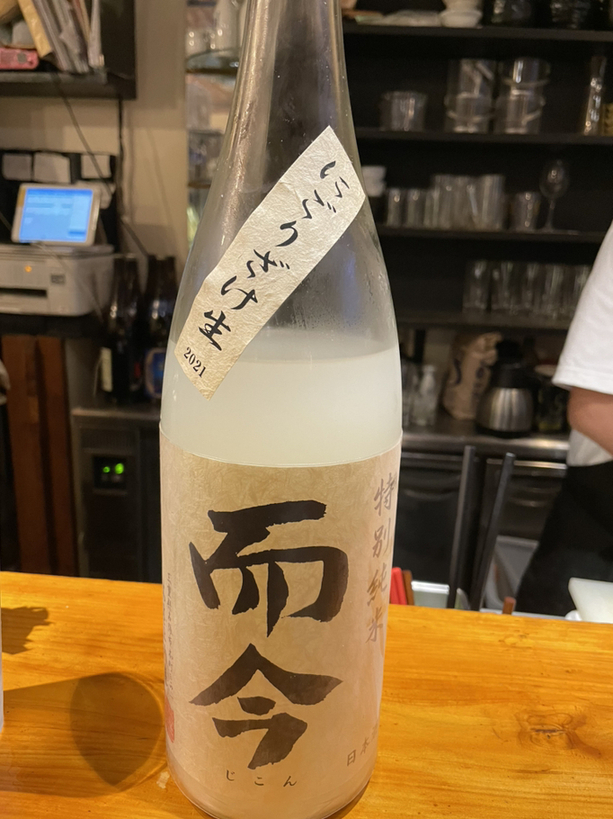 にごりざけ生
2021
特別純米
而今
じこん
日本